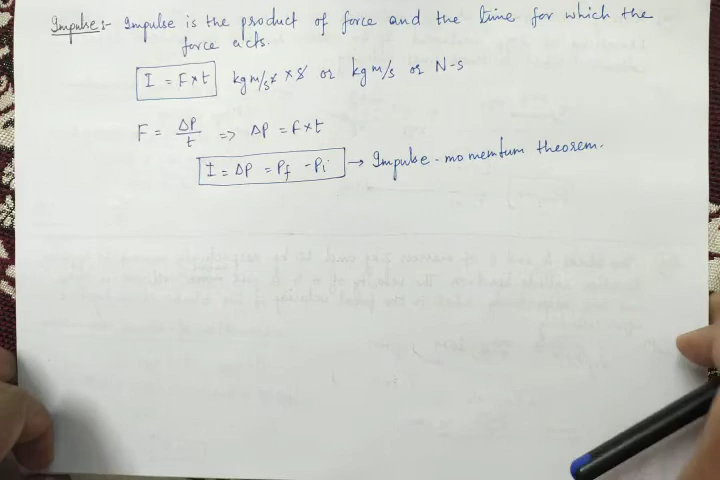 Impulse :- Impulse is the product of force and the time for which the
force acts.
I = F×t kg m/s² × s or kg m/s or N-s
F = ΔP/t => ΔP = F×t
I = ΔP = Pf - Pi → Impulse - momentum theorem.